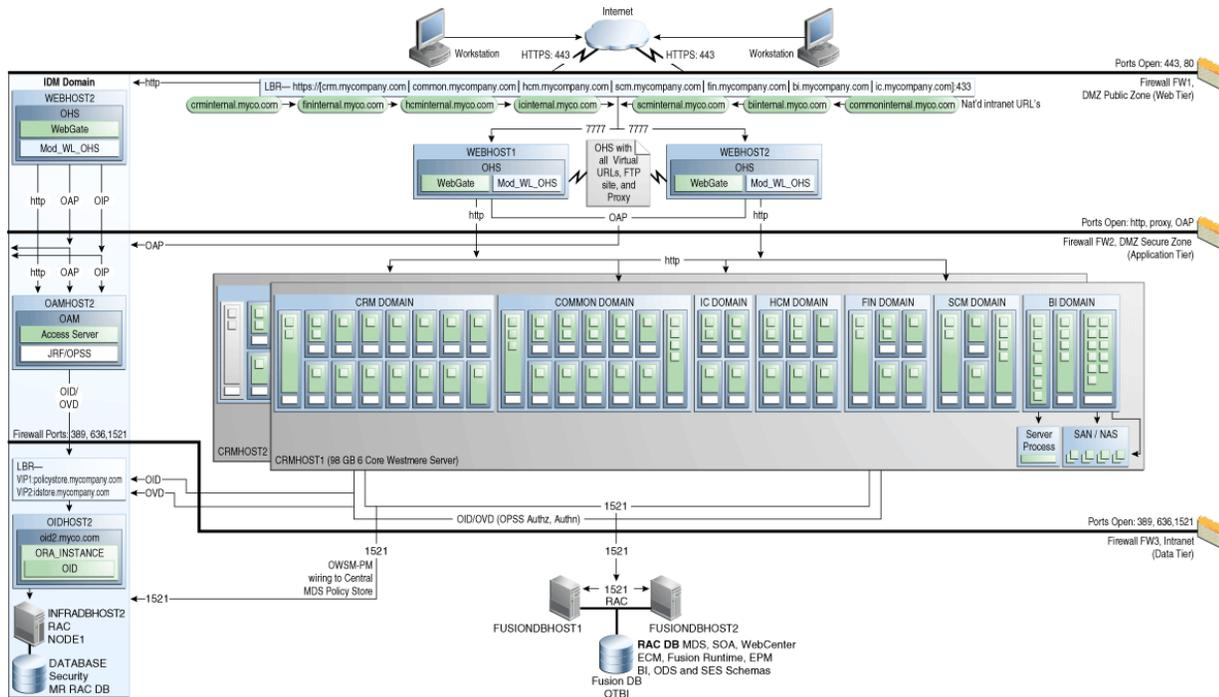 Internet
Workstation
HTTPS: 443
HTTPS: 443
Workstation
Ports Open: 443, 80
Firewall FW1,
DMZ Public Zone (Web Tier)
IDM Domain
http
LBR— https://[crm.mycompany | common.mycompany | hcm.mycompany | scm.mycompany | fin.mycompany | bi.mycompany | ic.mycompany]:433
crminternal.myco.com
fininternal.myco.com
hcminternal.myco.com
icinternal.myco.com
scminternal.myco.com
biinternal.myco.com
commoninternal.myco.com
Nat'd intranet URL's
WEBHOST2
OHS
WebGate
Mod_WL_OHS
7777
7777
WEBHOST1
OHS
WebGate
Mod_WL_OHS
OHS with
all Virtual
URLs, FTP
site, and
Proxy
WEBHOST2
OHS
WebGate
Mod_WL_OHS
http
OAP
OIP
http
OAP
http
Ports Open: http, proxy, OAP
Firewall FW2, DMZ Secure Zone
(Application Tier)
OAP
http
OAP
OIP
http
OAMHOST2
OAM
Access Server
JRF/OPSS
CRM DOMAIN
COMMON DOMAIN
IC DOMAIN
HCM DOMAIN
FIN DOMAIN
SCM DOMAIN
BI DOMAIN
OID/
OVD
Firewall Ports: 389, 636,1521
Server
Process
SAN / NAS
CRMHOST2
CRMHOST1 (98 GB 6 Core Westmere Server)
LBR—
VIP1:policystore.mycompany.com
VIP2:idstore.mycompany.com
OID
OVD
1521
OID/OVD (OPSS Authz, Authn)
OIDHOST2
oid2.myco.com
ORA_INSTANCE
OID
Ports Open: 389, 636,1521
Firewall FW3, Intranet
(Data Tier)
1521
1521
OWSM-PM
wiring to Central
MDS Policy Store
1521
1521
RAC
INFRADBHOST2
RAC
NODE1
FUSIONDBHOST1
FUSIONDBHOST2
RAC DB MDS, SOA, WebCenter
ECM, Fusion Runtime, EPM
BI, ODS and SES Schemas
DATABASE
Security
MR RAC DB
Fusion DB
OTBI